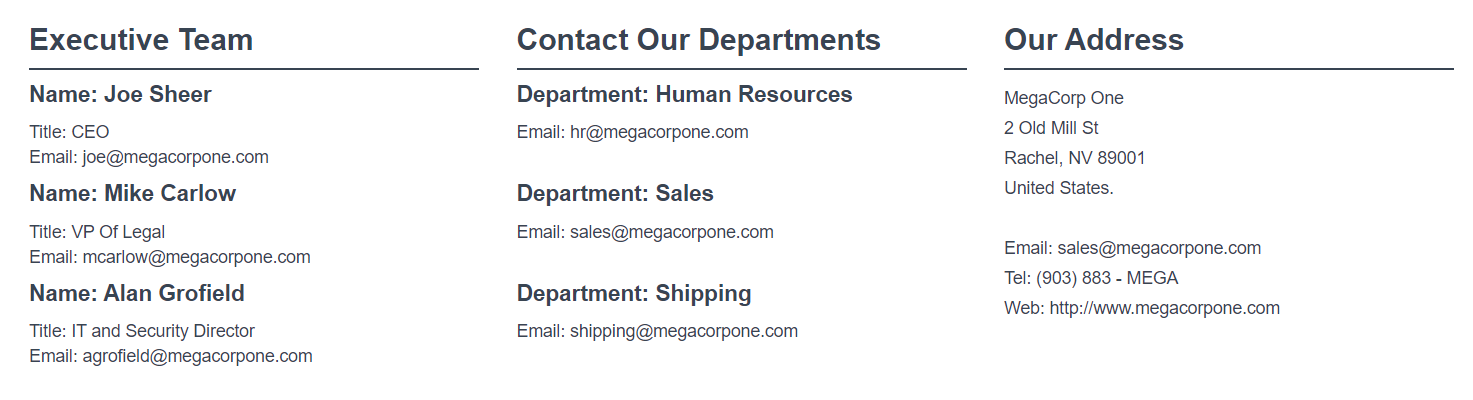 Executive Team
Name: Joe Sheer
Title: CEO
Email: joe@megacorpone.com
Name: Mike Carlow
Title: VP Of Legal
Email: mcarlow@megacorpone.com
Name: Alan Grofield
Title: IT and Security Director
Email: agrofield@megacorpone.com
Contact Our Departments
Department: Human Resources
Email: hr@megacorpone.com
Department: Sales
Email: sales@megacorpone.com
Department: Shipping
Email: shipping@megacorpone.com
Our Address
MegaCorp One
2 Old Mill St
Rachel, NV 89001
United States.
Email: sales@megacorpone.com
Tel: (903) 883 - MEGA
Web: http://www.megacorpone.com